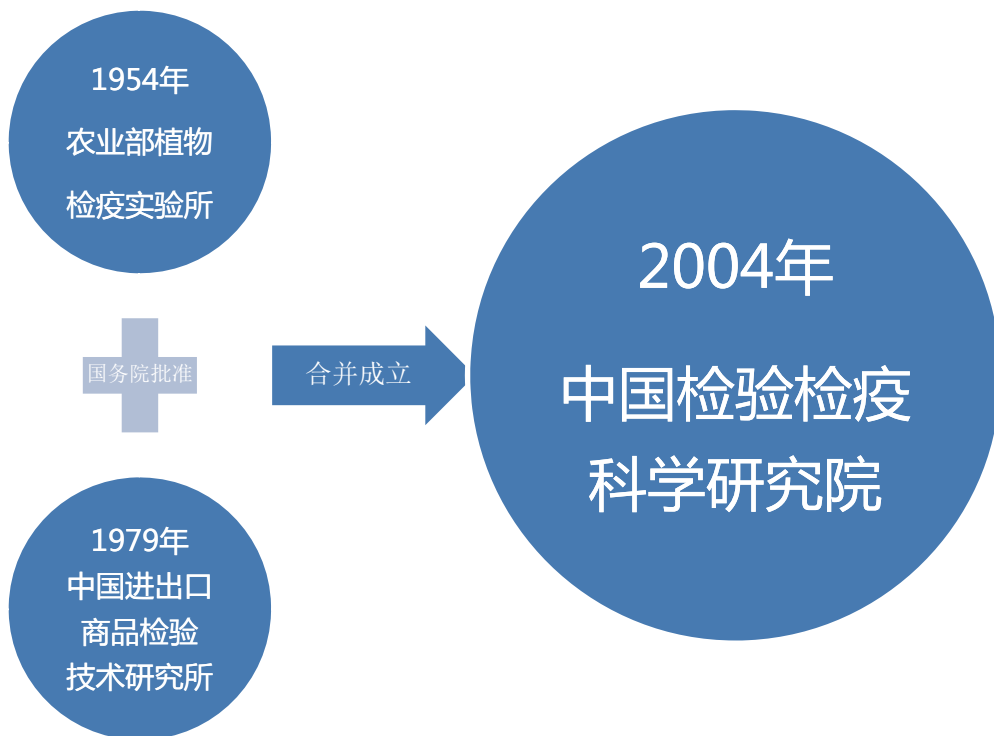 1954年
农业部植物
检疫实验所
国务院批准
1979年
中国进出口
商品检验
技术研究所
合并成立
2004年
中国检验检疫
科学研究院